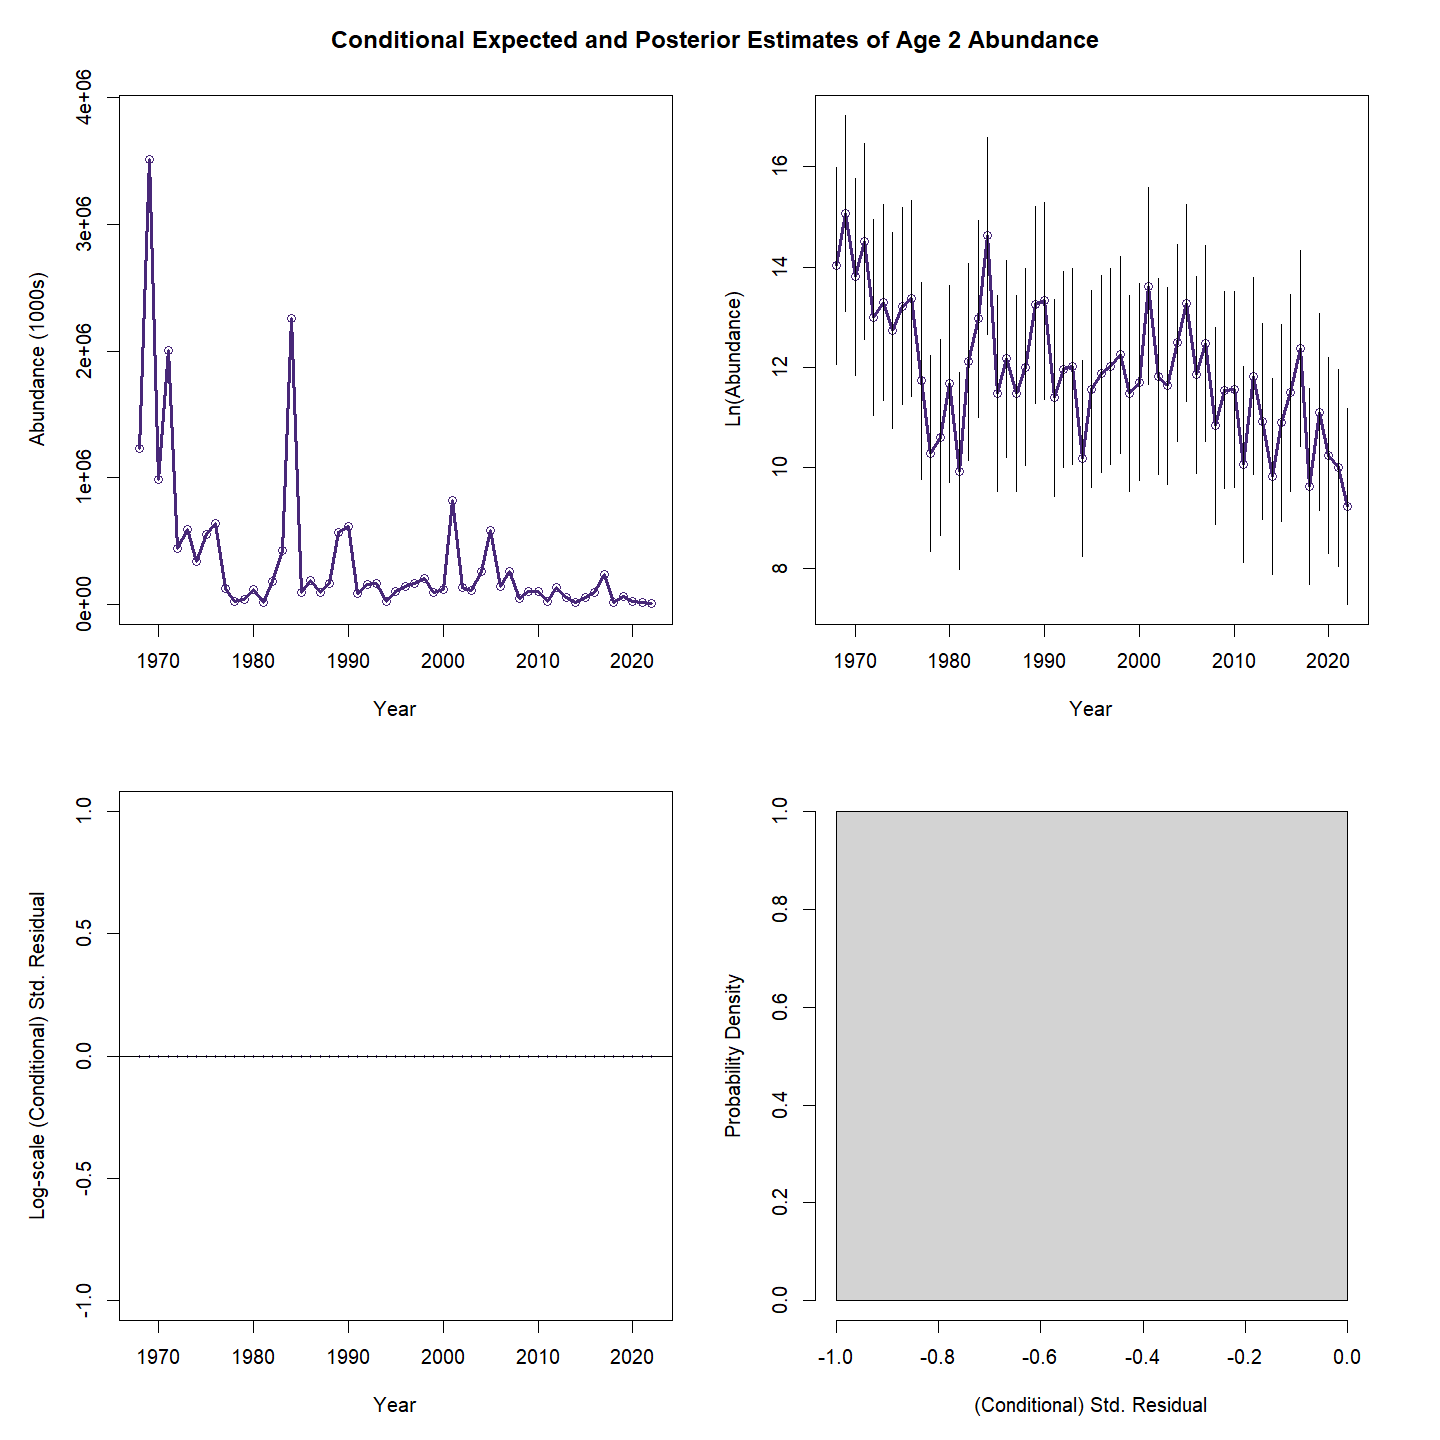 Conditional Expected and Posterior Estimates of Age 2 Abundance
Abundance (1000s)
4e+06
3e+06
2e+06
1e+06
0e+00
1970 1980 1990 2000 2010 2020
Year
Ln(Abundance)
16
14
12
10
8
1970 1980 1990 2000 2010 2020
Year
Log-scale (Conditional) Std. Residual
1.0
0.5
0.0
-0.5
-1.0
1970 1980 1990 2000 2010 2020
Year
Probability Density
1.0
0.8
0.6
0.4
0.2
0.0
-1.0 -0.8 -0.6 -0.4 -0.2 0.0
(Conditional) Std. Residual